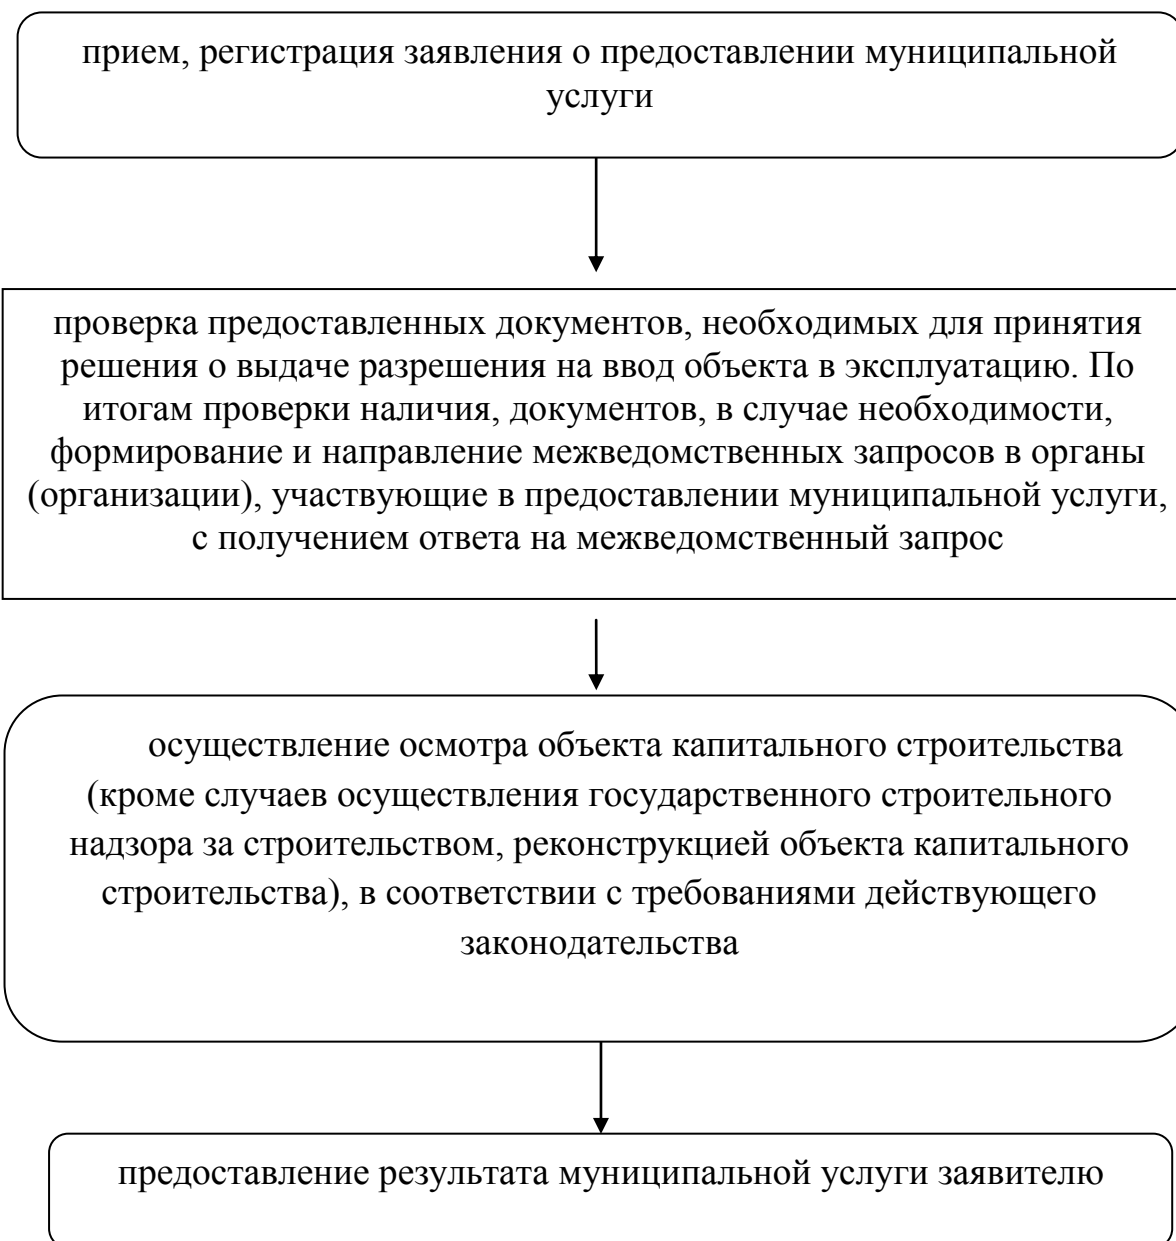 прием, регистрация заявления о предоставлении муниципальной
услуги
проверка предоставленных документов, необходимых для принятия
решения о выдаче разрешения на ввод объекта в эксплуатацию. По
итогам проверки наличия, документов, в случае необходимости,
формирование и направление межведомственных запросов в органы
(организации), участвующие в предоставлении муниципальной услуги,
с получением ответа на межведомственный запрос
осуществление осмотра объекта капитального строительства
(кроме случаев осуществления государственного строительного
надзора за строительством, реконструкцией объекта капитального
строительства), в соответствии с требованиями действующего
законодательства
предоставление результата муниципальной услуги заявителю